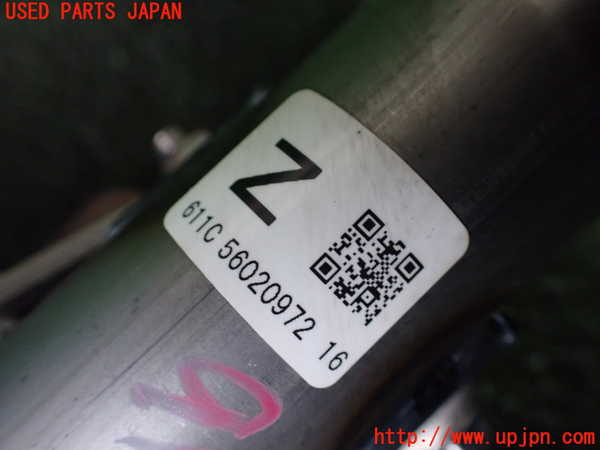 USED PARTS JAPAN
Z
611C 56020972 16
http://www.upjpn.com/